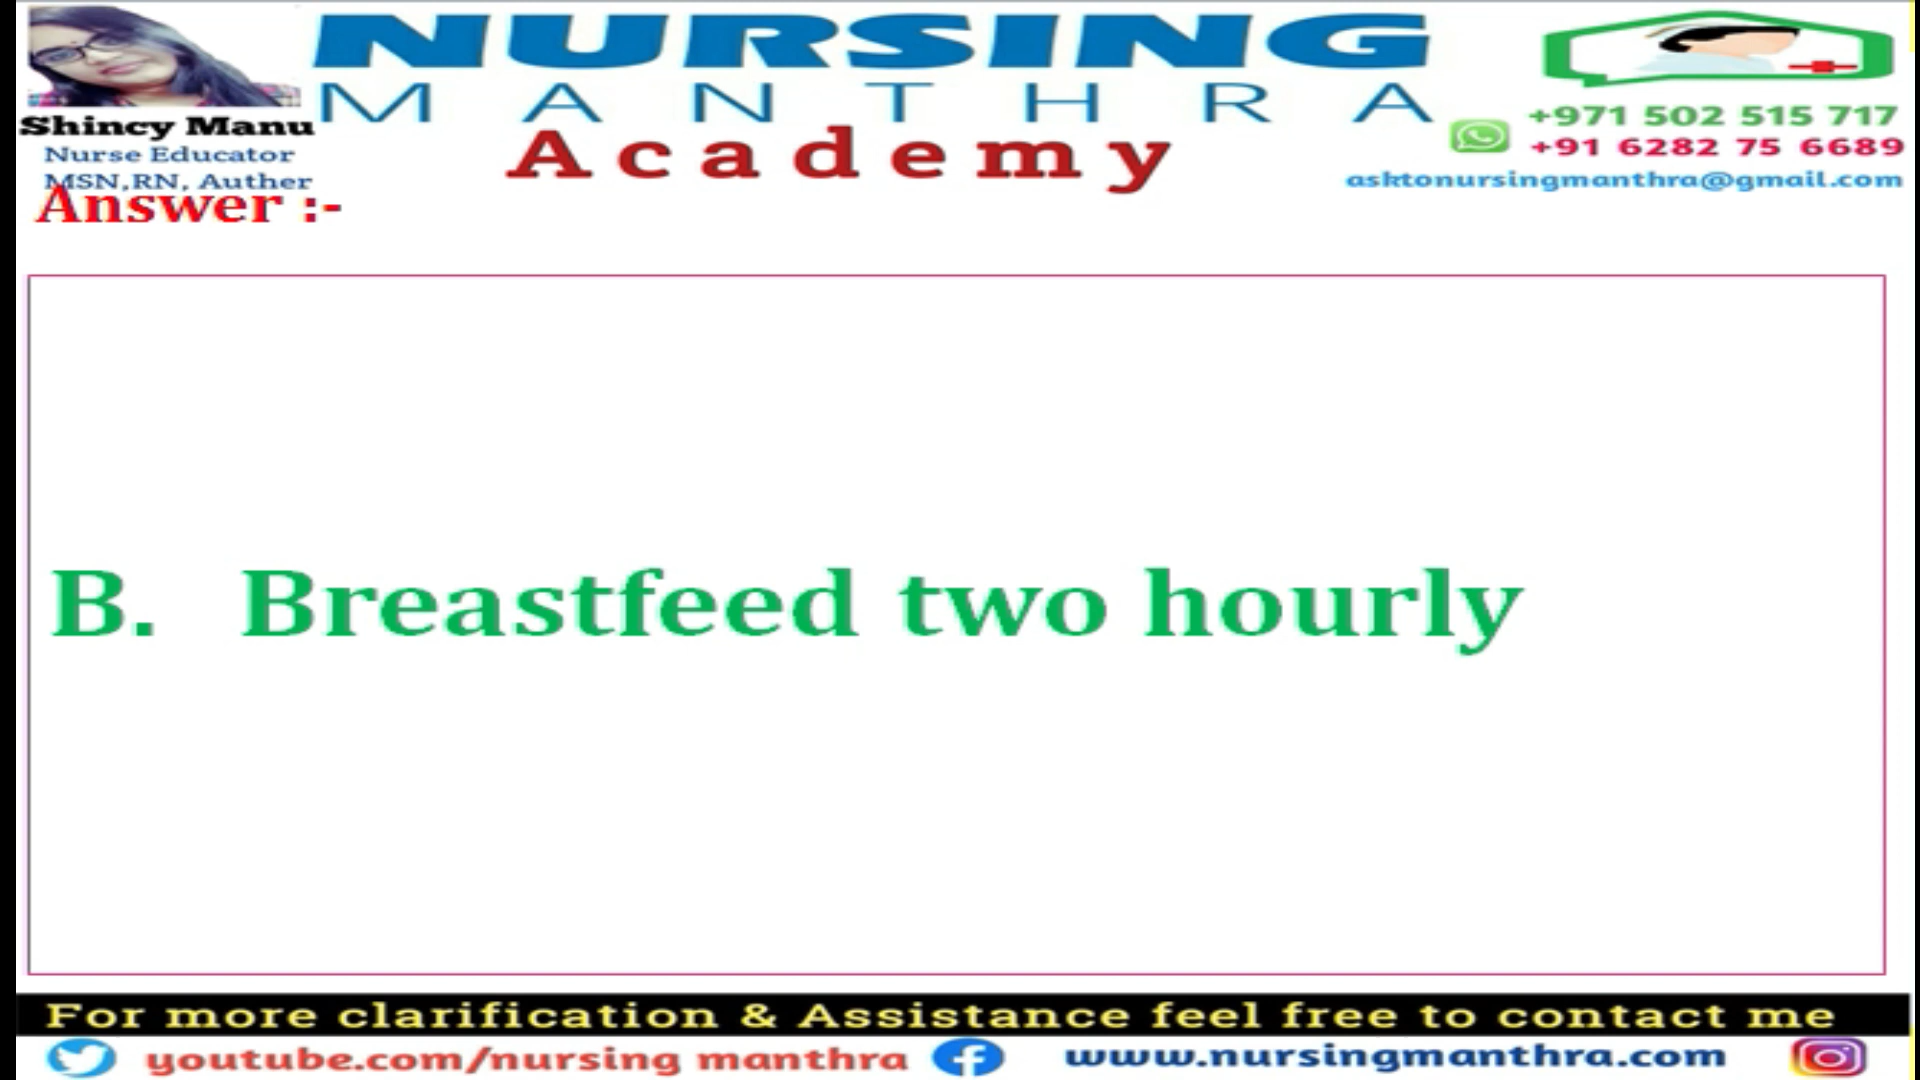 NURSING
MANTHRA
Academy
Shincy Manu
Nurse Educator
MSN,RN, Auther
+971 502 515 717
+91 6282 75 6689
asktonursingmanthra@gmail.com
Answer :-
B. Breastfeed two hourly
For more clarification & Assistance feel free to contact me
youtube.com/nursing manthra
www.nursingmanthra.com